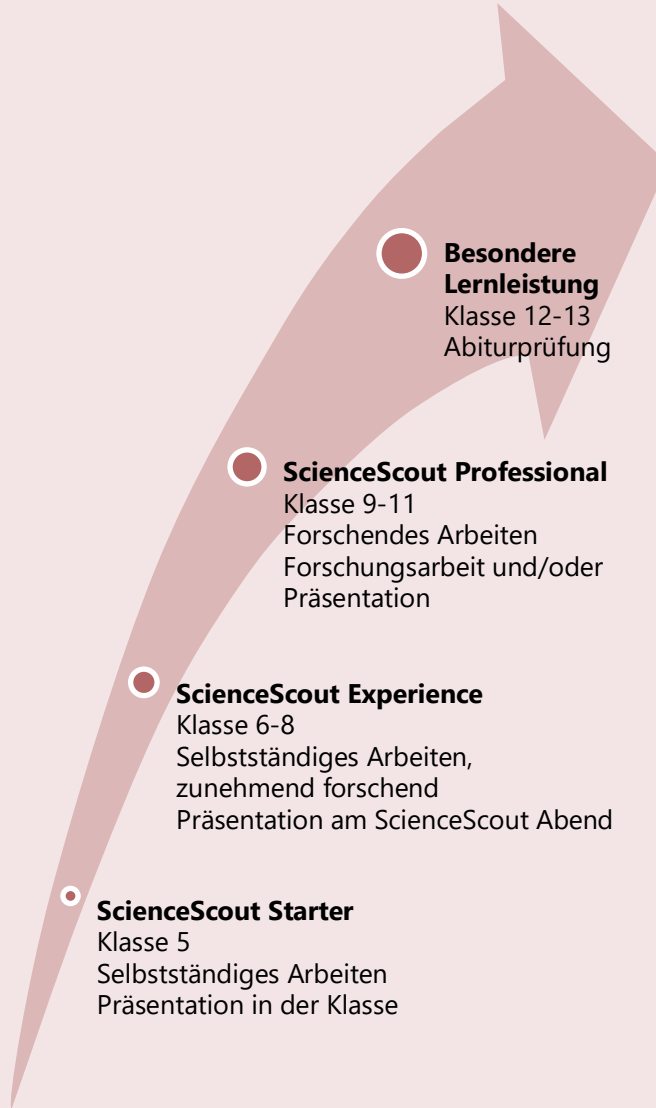 Besondere
Lernleistung
Klasse 12-13
Abiturprüfung
ScienceScout Professional
Klasse 9-11
Forschendes Arbeiten
Forschungsarbeit und/oder
Präsentation
ScienceScout Experience
Klasse 6-8
Selbstständiges Arbeiten,
zunehmend forschend
Präsentation am ScienceScout Abend
ScienceScout Starter
Klasse 5
Selbstständiges Arbeiten
Präsentation in der Klasse